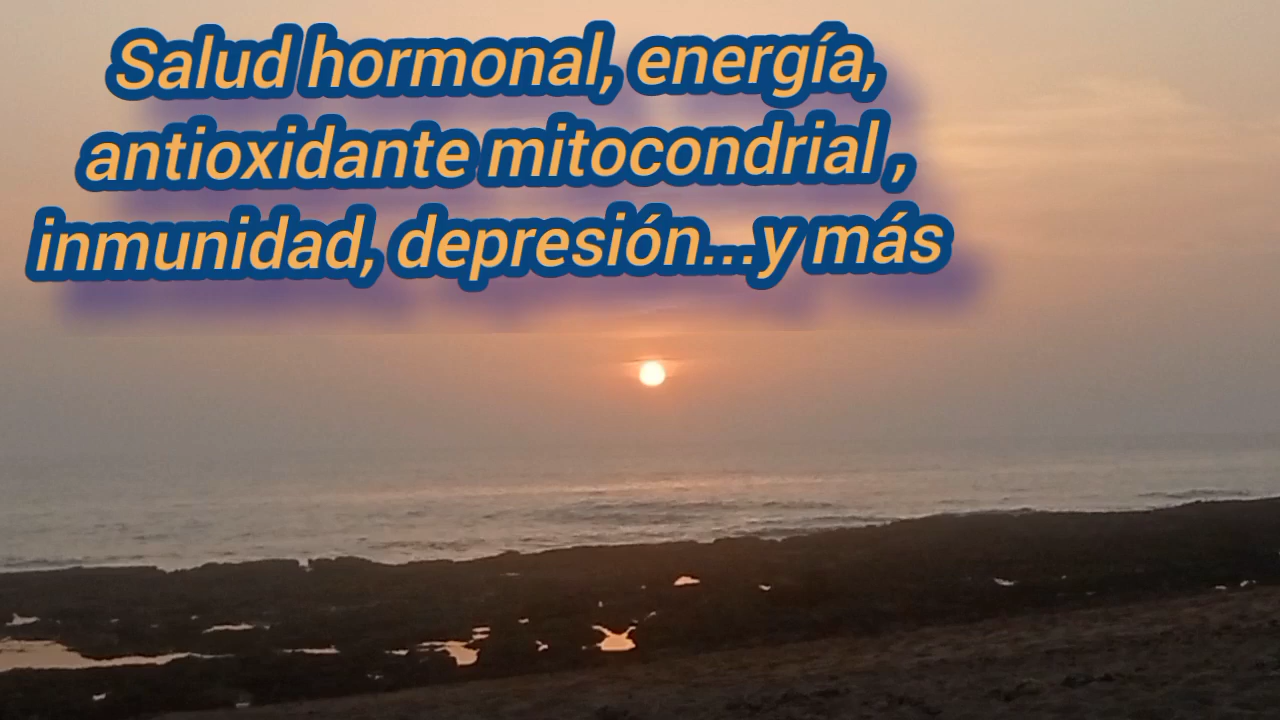 Salud hormonal, energía,
antioxidante mitocondrial ,
inmunidad, depresión...y más